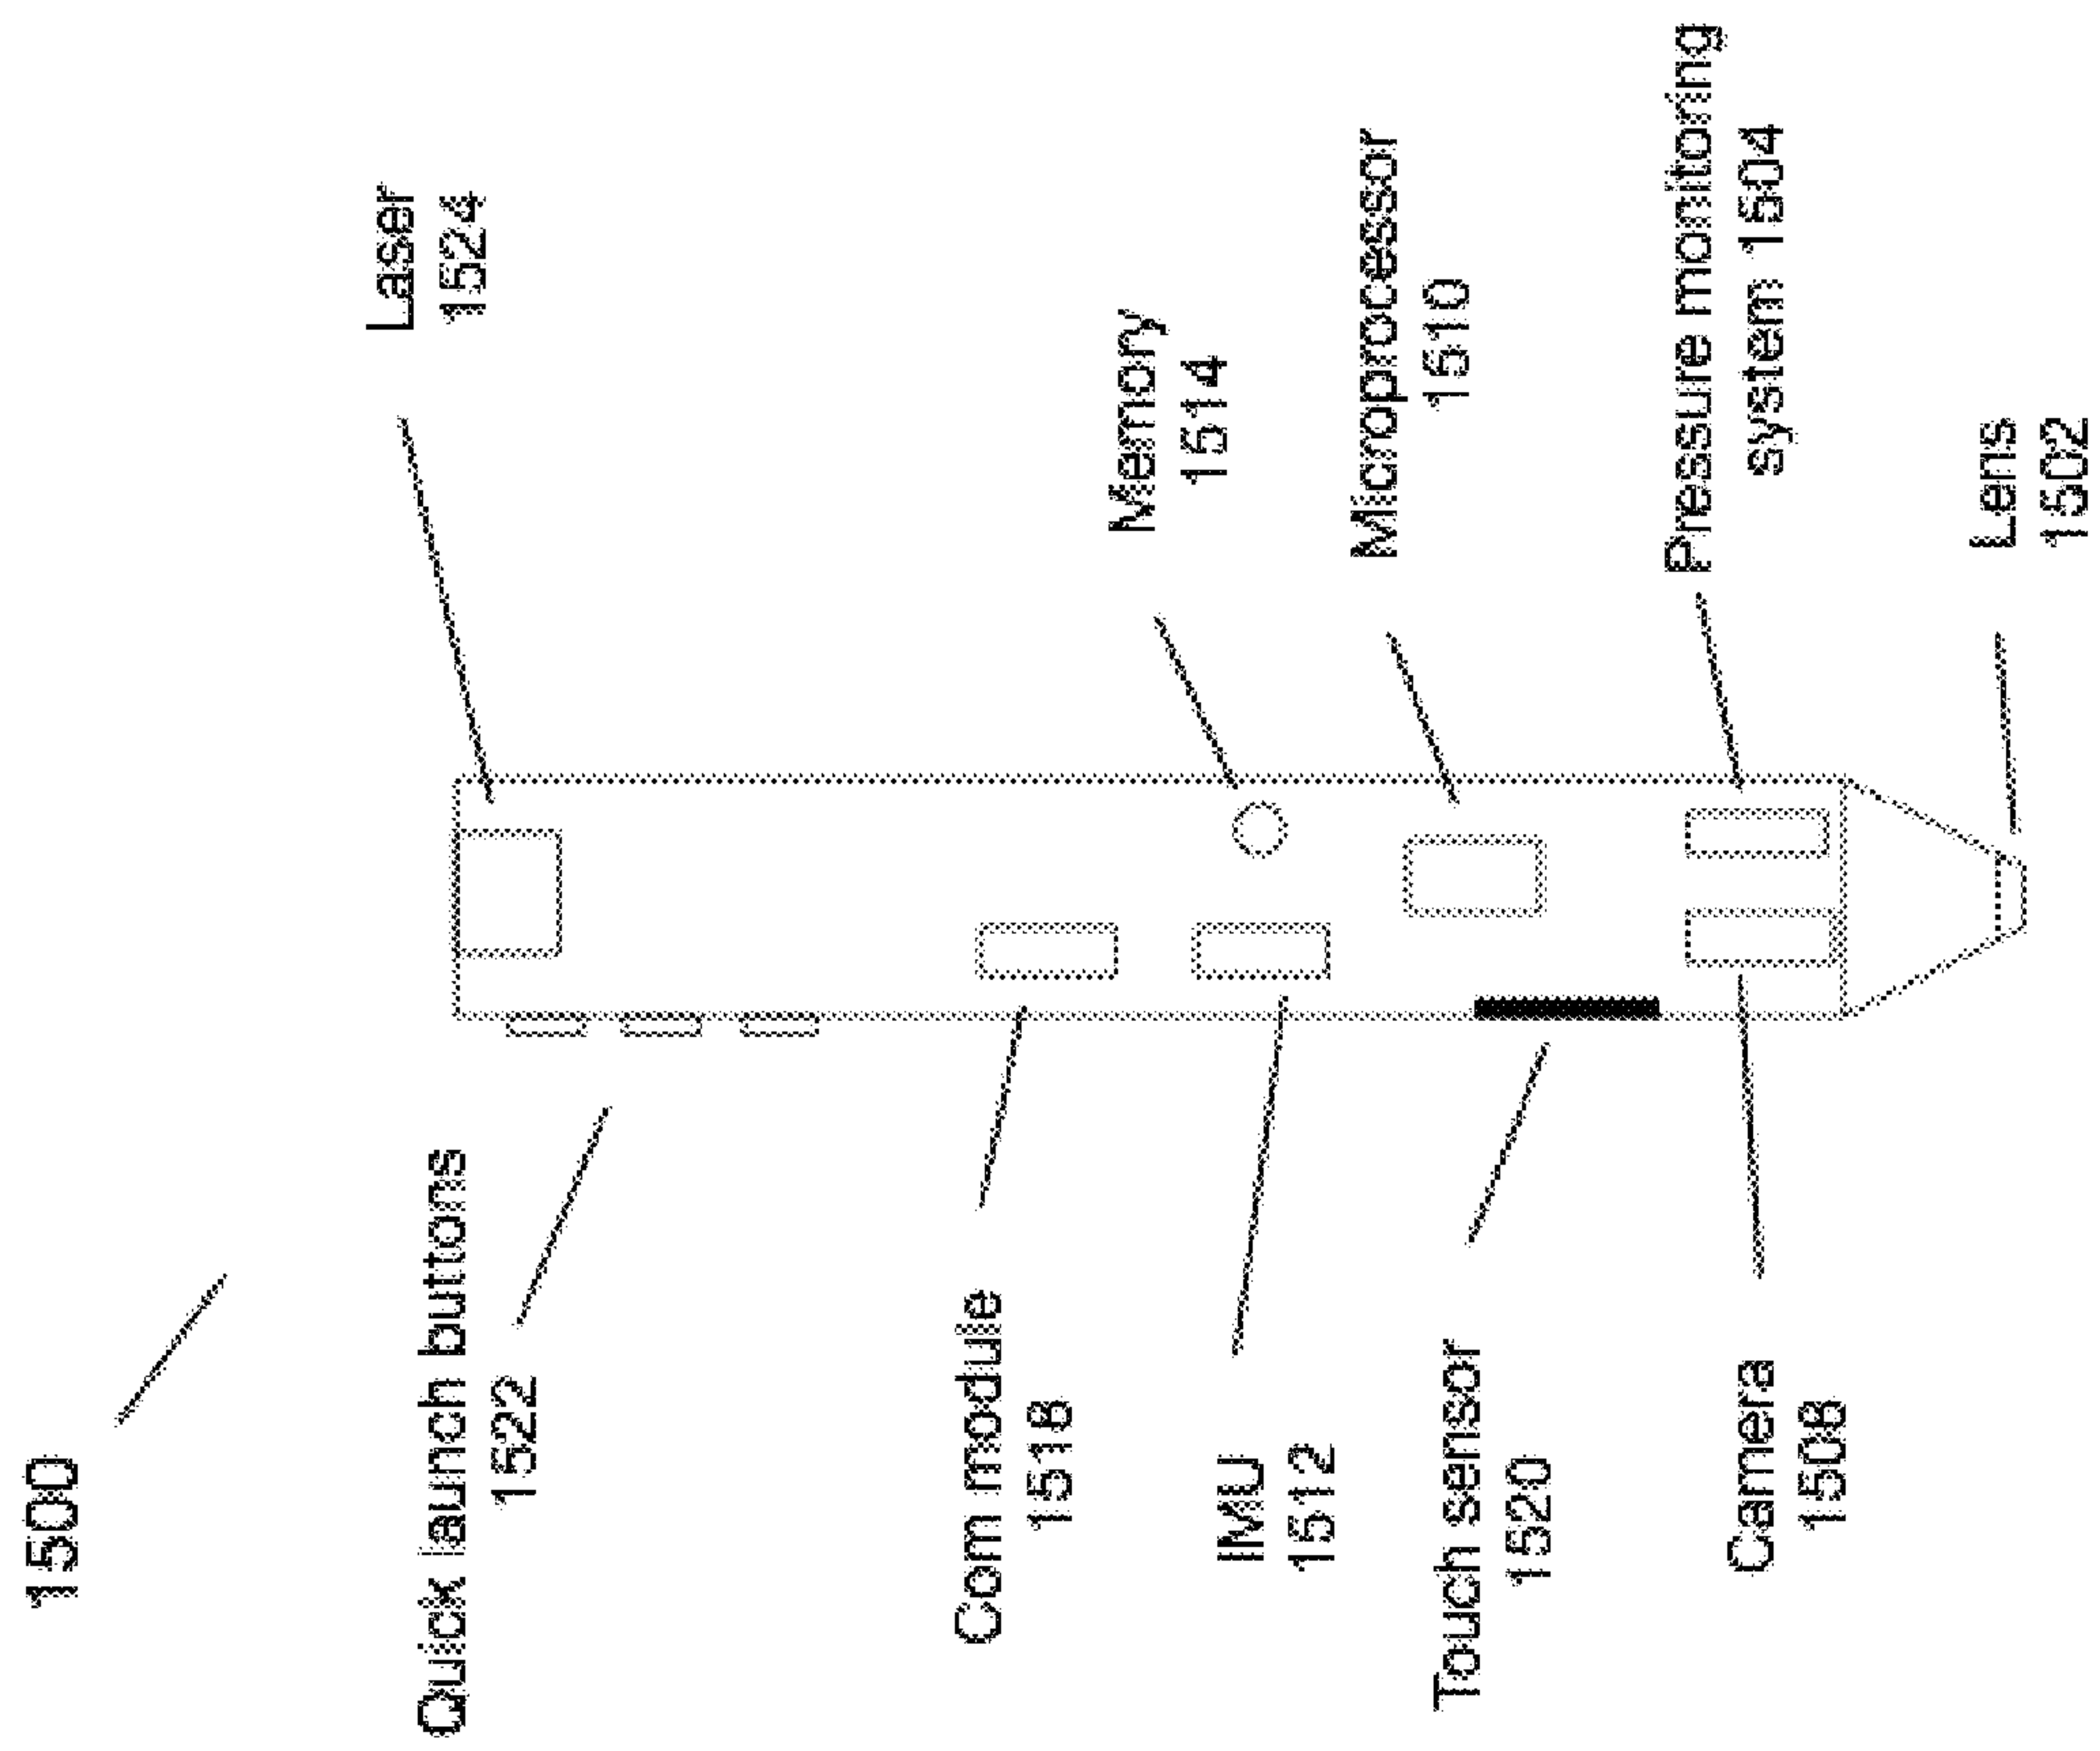 1500
Quick launch buttons
1522
Laser
1524
Com module
1518
Memory
1514
IMU
1512
Microprocessor
1510
Touch sensor
1520
Pressure monitoring
system 1504
Camera
1508
Lens
1502